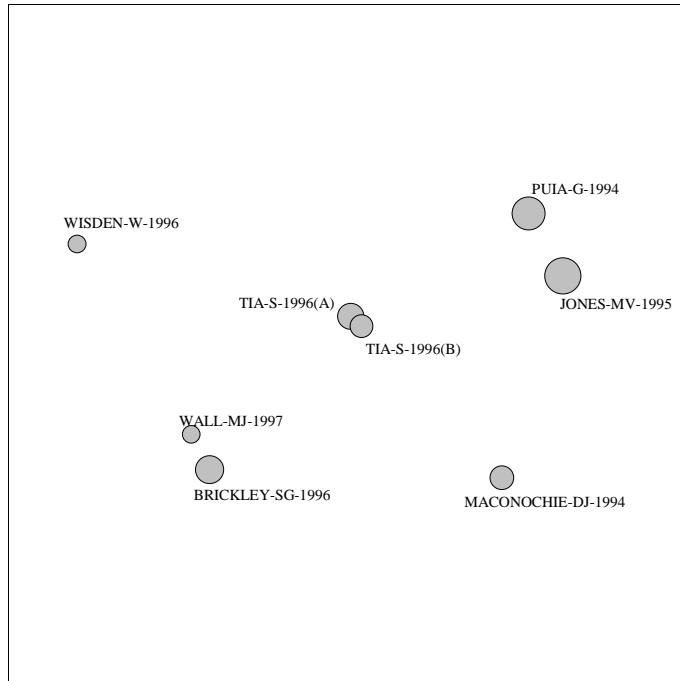 PUIA-G-1994
WISDEN-W-1996
TIA-S-1996(A)
JONES-MV-1995
TIA-S-1996(B)
WALL-MJ-1997
BRICKLEY-SG-1996
MACONOCHIE-DJ-1994